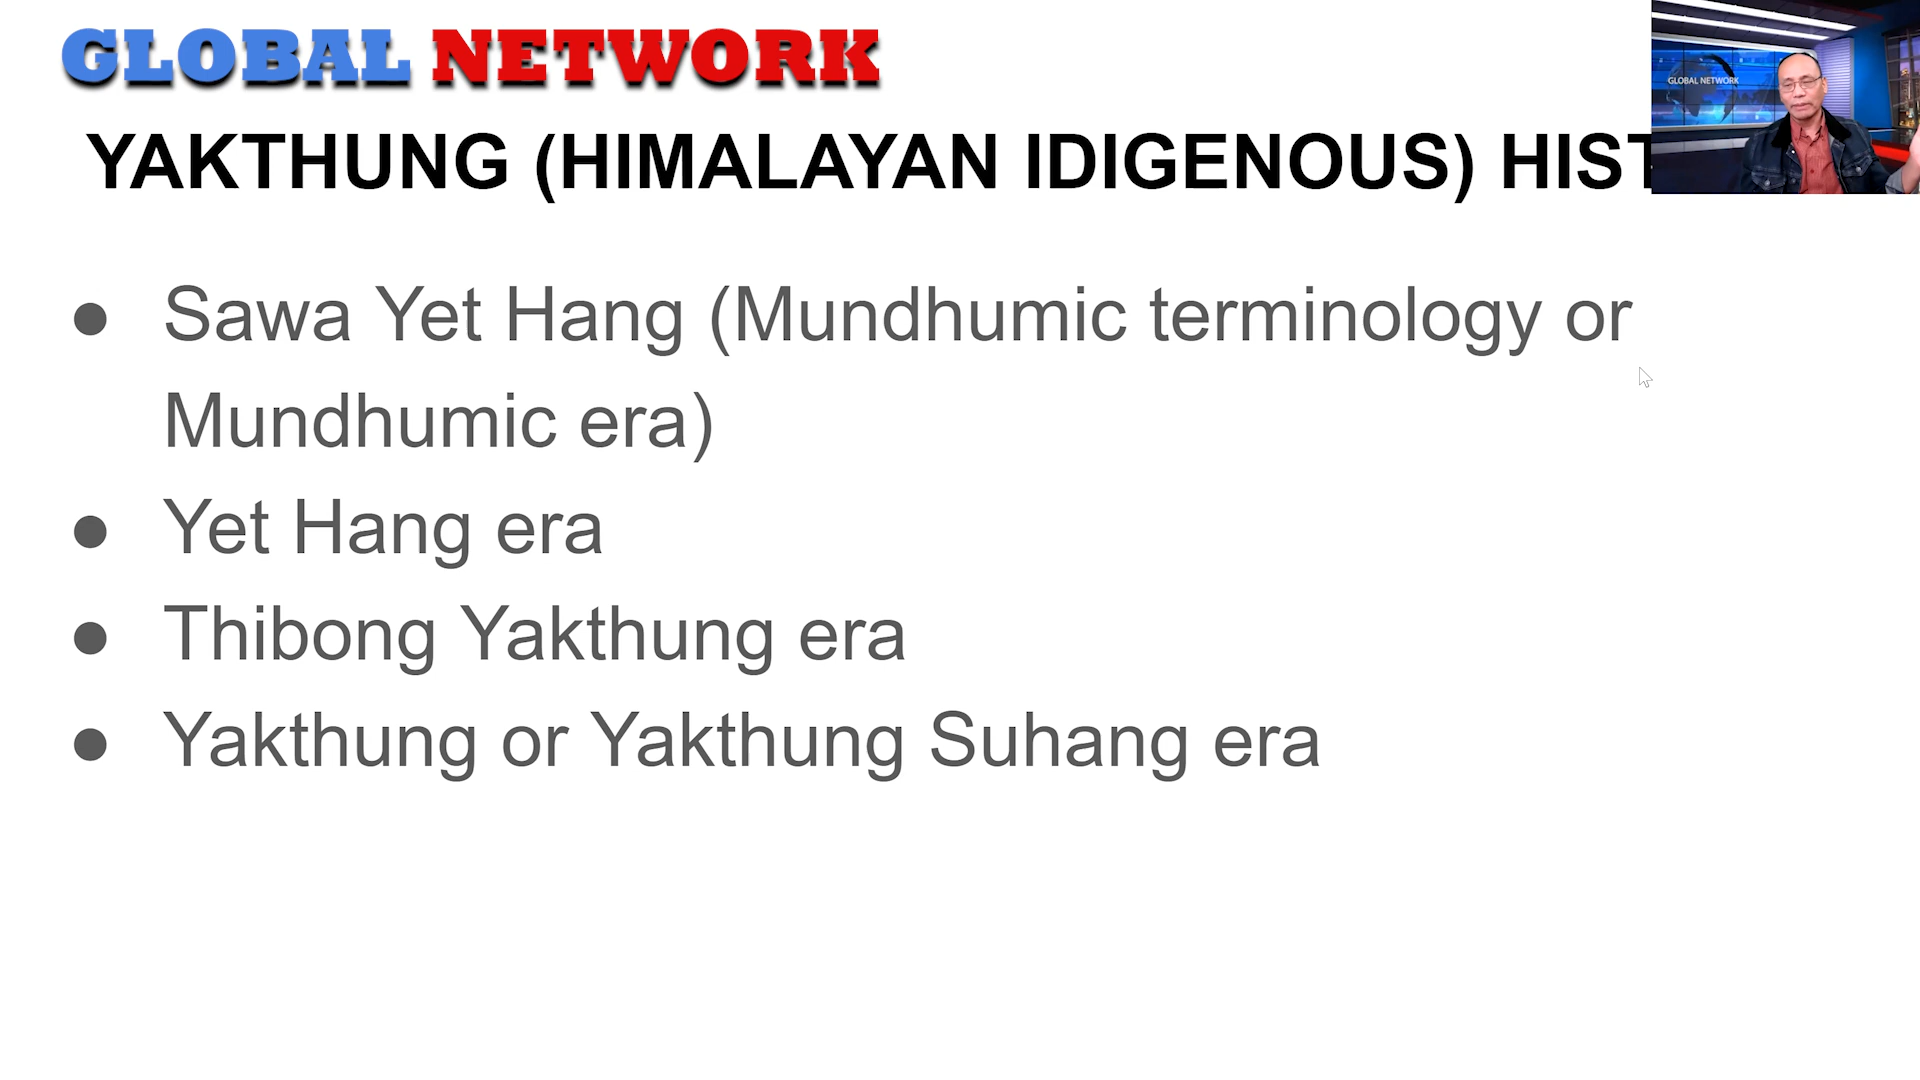 GLOBAL NETWORK
GLOBAL NETWORK
YAKTHUNG (HIMALAYAN IDIGENOUS) HIST
● Sawa Yet Hang (Mundhumic terminology or
Mundhumic era)
● Yet Hang era
● Thibong Yakthung era
● Yakthung or Yakthung Suhang era